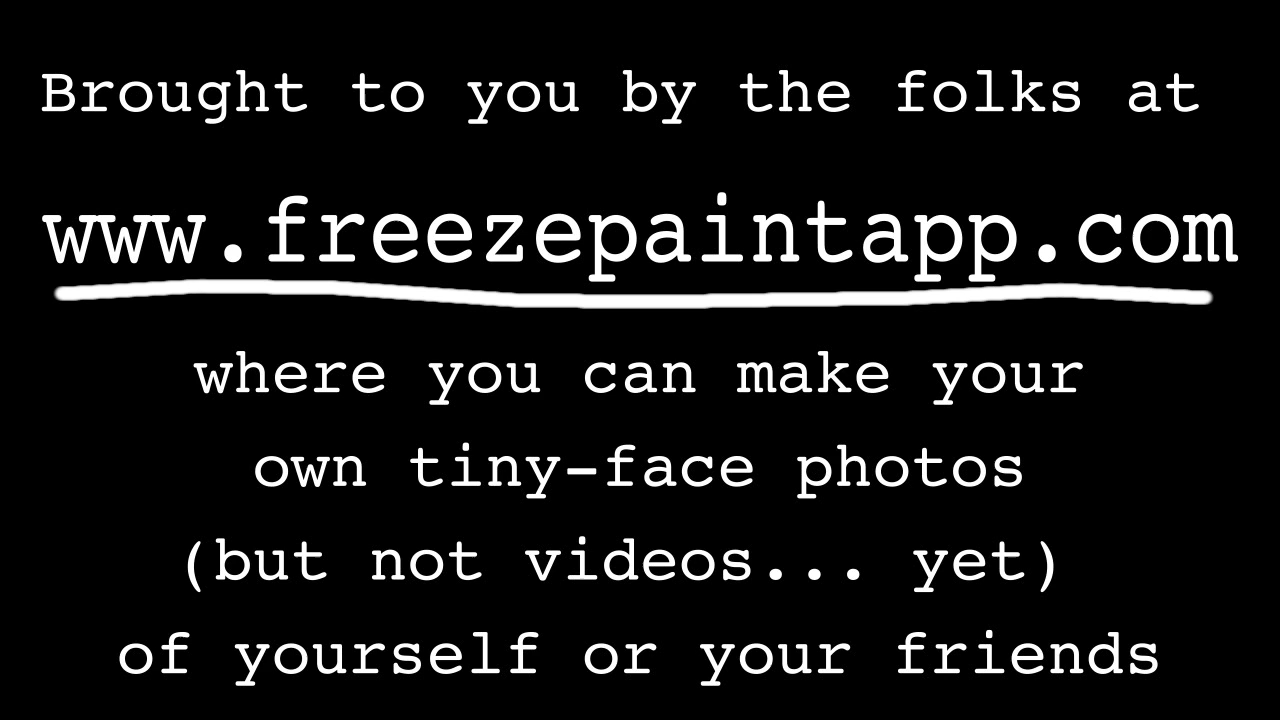 Brought to you by the folks at
www.freezepaintapp.com
where you can make your
own tiny-face photos
(but not videos... yet)
of yourself or your friends